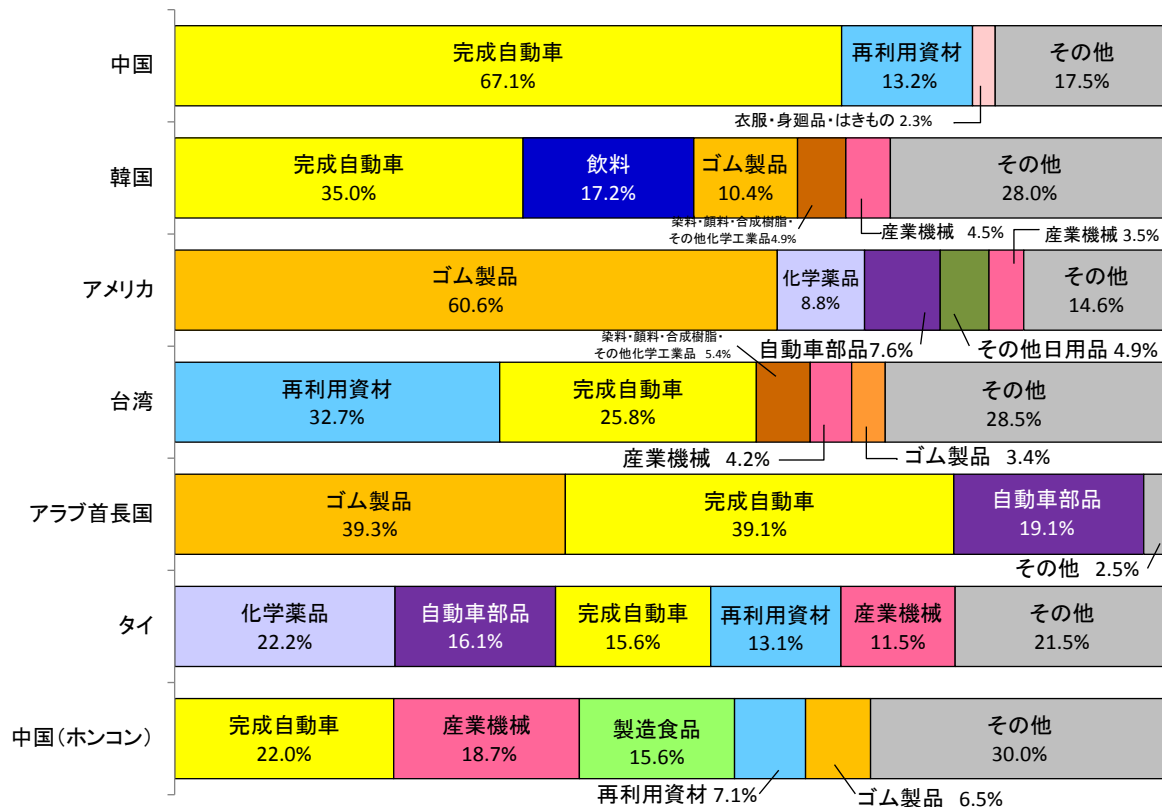 中国
完成自動車
67.1%
再利用資材
13.2%
その他
17.5%
衣服・身廻品・はきもの 2.3%
韓国
完成自動車
35.0%
飲料
17.2%
ゴム製品
10.4%
その他
28.0%
染料・顔料・合成樹脂・
その他化学工業品4.9%
産業機械 4.5%
産業機械 3.5%
アメリカ
ゴム製品
60.6%
化学薬品
8.8%
その他
14.6%
自動車部品7.6%
その他日用品 4.9%
染料・顔料・合成樹脂・
その他化学工業品 5.4%
台湾
再利用資材
32.7%
完成自動車
25.8%
その他
28.5%
産業機械 4.2%
ゴム製品 3.4%
アラブ首長国
ゴム製品
39.3%
完成自動車
39.1%
自動車部品
19.1%
その他 2.5%
タイ
化学薬品
22.2%
自動車部品
16.1%
完成自動車
15.6%
再利用資材
13.1%
産業機械
11.5%
その他
21.5%
中国(ホンコン)
完成自動車
22.0%
産業機械
18.7%
製造食品
15.6%
その他
30.0%
再利用資材 7.1%
ゴム製品 6.5%